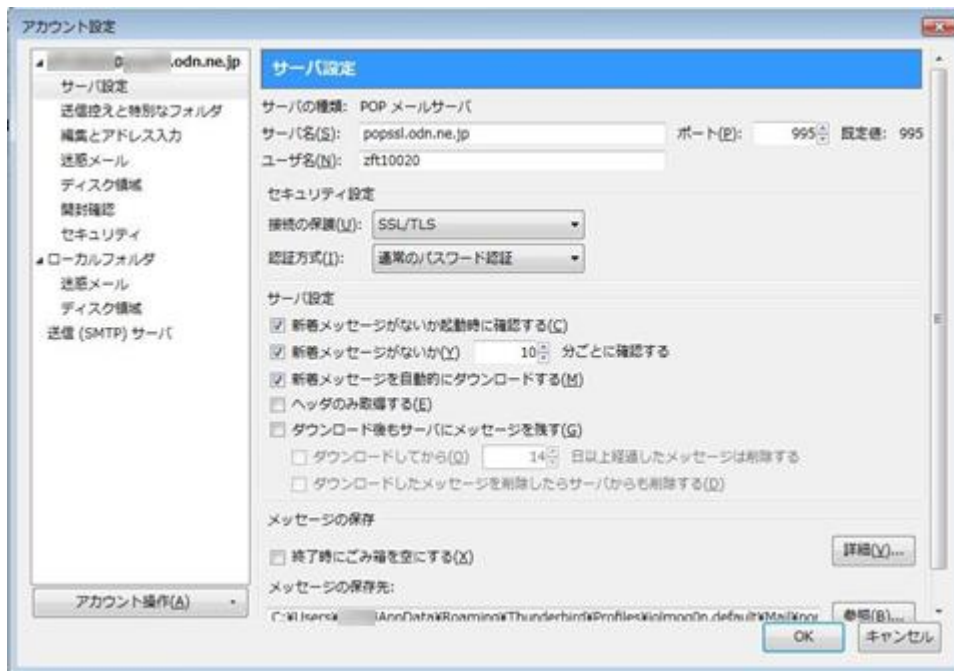 アカウント設定
.odn.ne.jp
サーバ設定
送信控えと特別なフォルダ
編集とアドレス入力
迷惑メール
ディスク領域
開封確認
セキュリティ
ローカルフォルダ
迷惑メール
ディスク領域
送信 (SMTP) サーバ
アカウント操作(A)
サーバ設定
サーバの種類: POP メールサーバ
サーバ名(S): popssl.odn.ne.jp ポート(P): 995 既定値: 995
ユーザ名(N): zft10020
セキュリティ設定
接続の保護(U): SSL/TLS
認証方式(I): 通常のパスワード認証
サーバ設定
新着メッセージがないか起動時に確認する(C)
新着メッセージがないか(Y) 10 分ごとに確認する
新着メッセージを自動的にダウンロードする(M)
ヘッダのみ取得する(E)
ダウンロード後もサーバにメッセージを残す(G)
ダウンロードしてから(O) 14 日以上経過したメッセージは削除する
ダウンロードしたメッセージを削除したらサーバからも削除する(D)
メッセージの保存
終了時にごみ箱を空にする(X) 詳細(V)...
メッセージの保存先:
C:¥Users¥ AppData¥Roaming¥Thunderbird¥Profiles¥ 参照(B)...
OK キャンセル